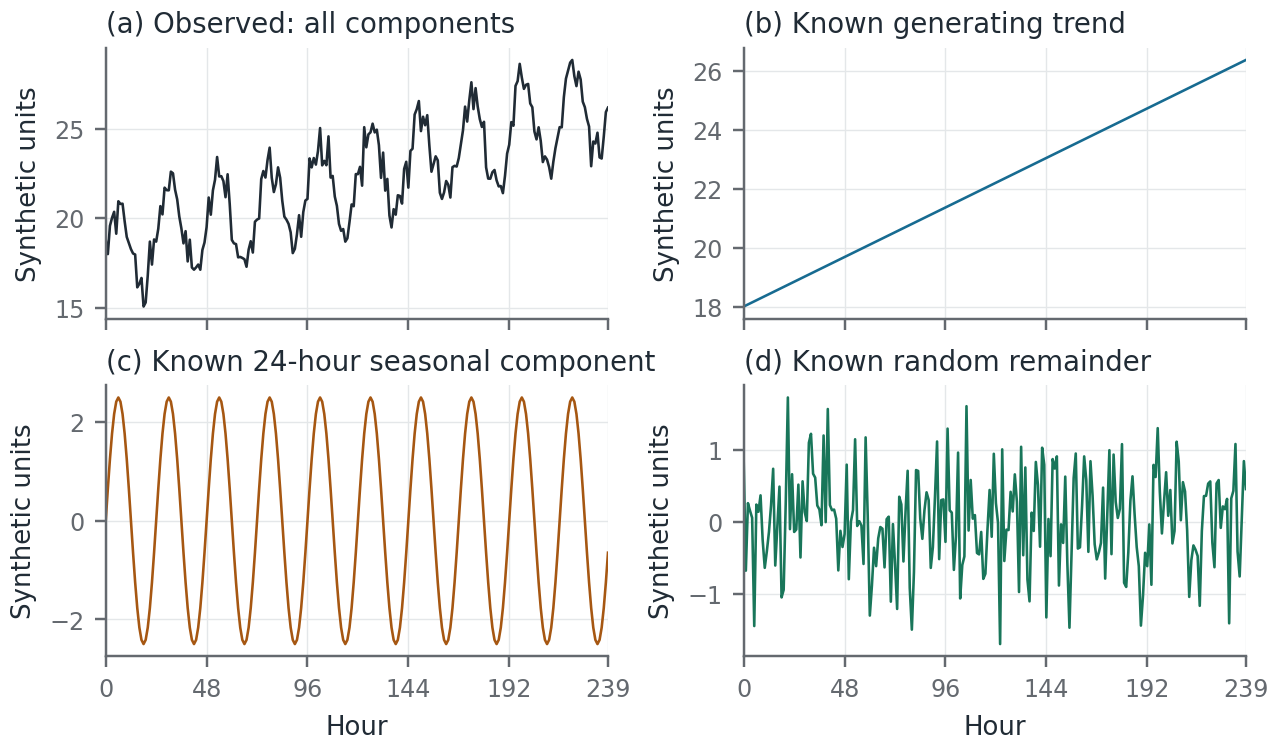 (a) Observed: all components
Synthetic units
25
20
15
(b) Known generating trend
Synthetic units
26
24
22
20
18
(c) Known 24-hour seasonal component
Synthetic units
2
0
−2
0 48 96 144 192 239
Hour
(d) Known random remainder
Synthetic units
1
0
−1
0 48 96 144 192 239
Hour